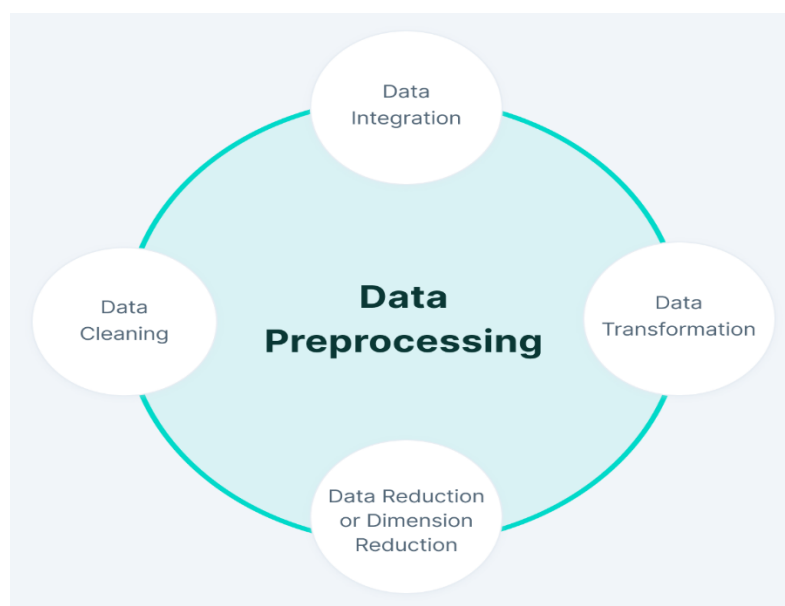 Data
Integration
Data
Cleaning
Data
Preprocessing
Data
Transformation
Data Reduction
or Dimension
Reduction